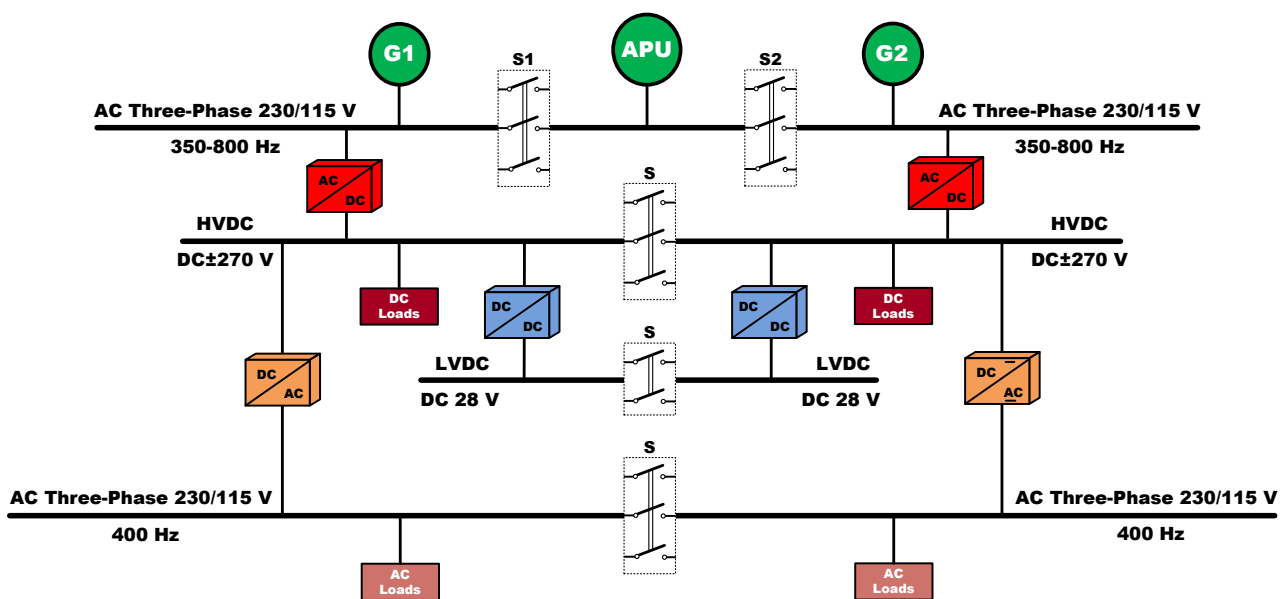 G1
APU
G2
S1
S2
AC Three-Phase 230/115 V
AC Three-Phase 230/115 V
350-800 Hz
350-800 Hz
AC
DC
S
AC
DC
HVDC
HVDC
DC±270 V
DC±270 V
DC
Loads
DC
DC
DC
DC
DC
Loads
S
LVDC
LVDC
DC 28 V
DC 28 V
DC
AC
DC
AC
S
AC Three-Phase 230/115 V
AC Three-Phase 230/115 V
400 Hz
400 Hz
AC
Loads
AC
Loads